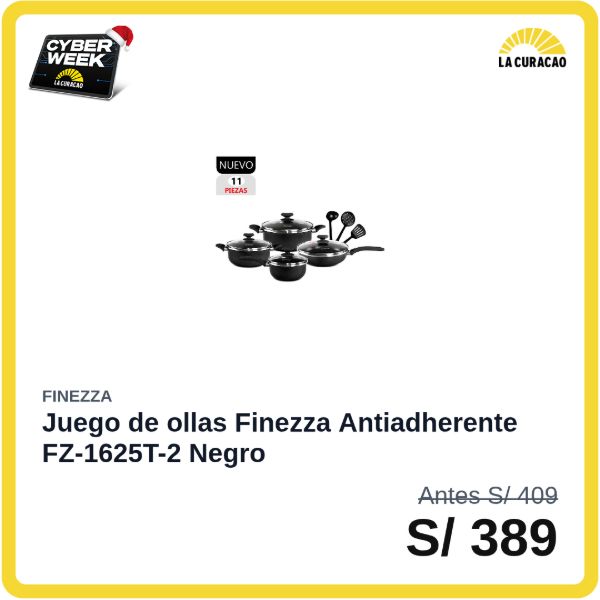 CYBER
WEEK
LA CURACAO
LA CURACAO
NUEVO
11
PIEZAS
FINEZZA
Juego de ollas Finezza Antiadherente
FZ-1625T-2 Negro
Antes S/ 409
S/ 389